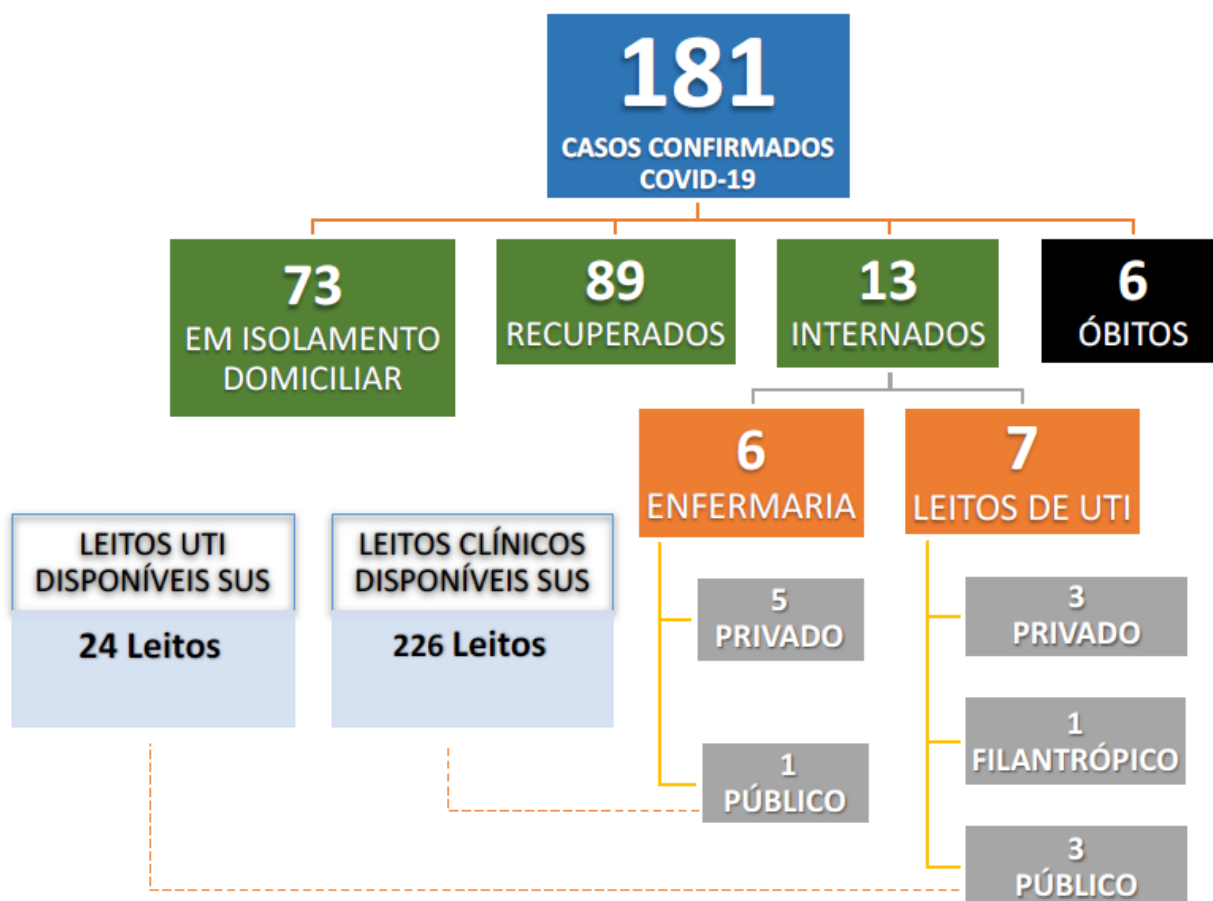 181
CASOS CONFIRMADOS
COVID-19
73
EM ISOLAMENTO
DOMICILIAR
89
RECUPERADOS
13
INTERNADOS
6
ÓBITOS
6
ENFERMARIA
7
LEITOS DE UTI
LEITOS UTI
DISPONÍVEIS SUS
24 Leitos
LEITOS CLÍNICOS
DISPONÍVEIS SUS
226 Leitos
5
PRIVADO
1
PÚBLICO
3
PRIVADO
1
FILANTRÓPICO
3
PÚBLICO